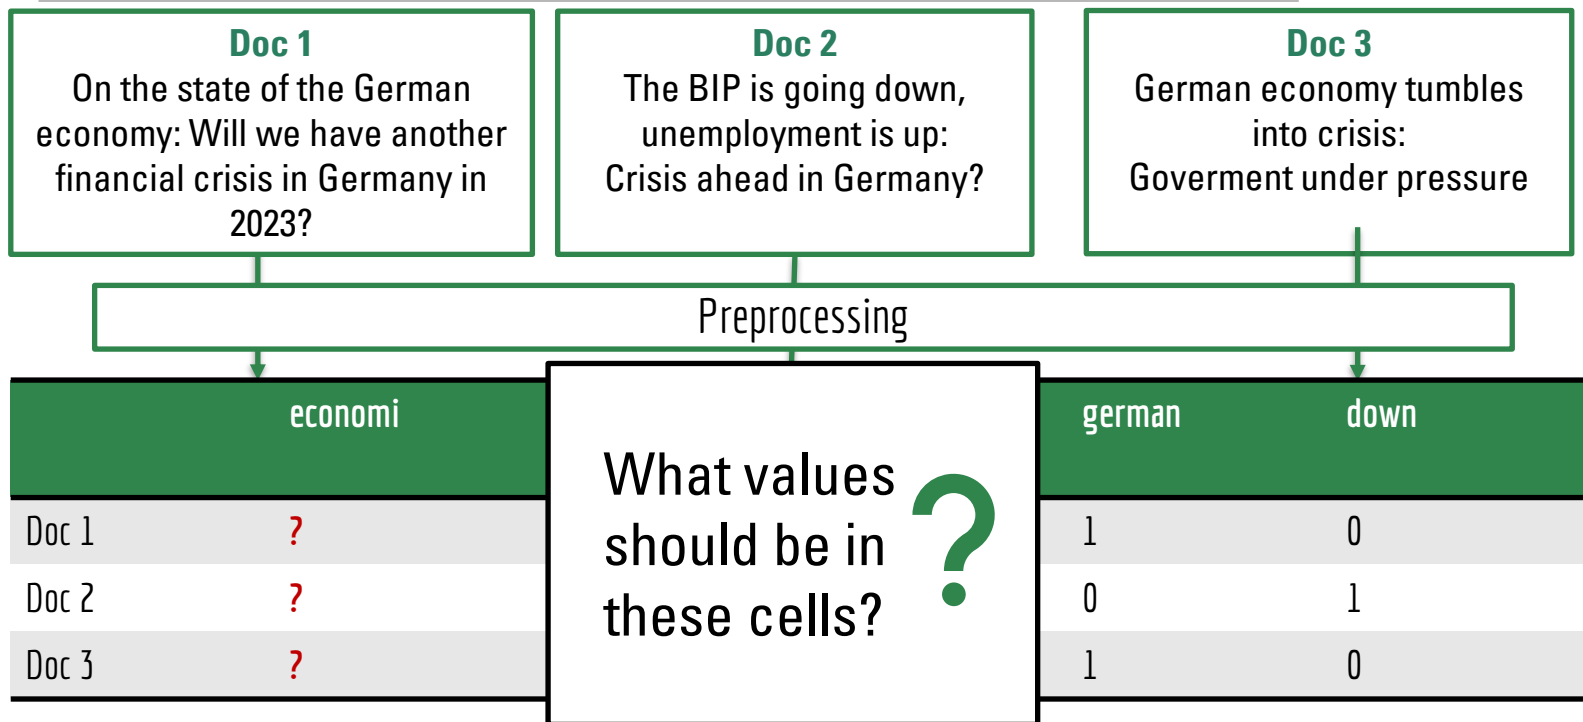 Doc 1
On the state of the German
economy: Will we have another
financial crisis in Germany in
2023?
Doc 2
The BIP is going down,
unemployment is up:
Crisis ahead in Germany?
Doc 3
German economy tumbles
into crisis:
Goverment under pressure
Preprocessing
economi german down
Doc 1 ? 1 0
Doc 2 ? 0 1
Doc 3 ? 1 0
What values
should be in
these cells?
?